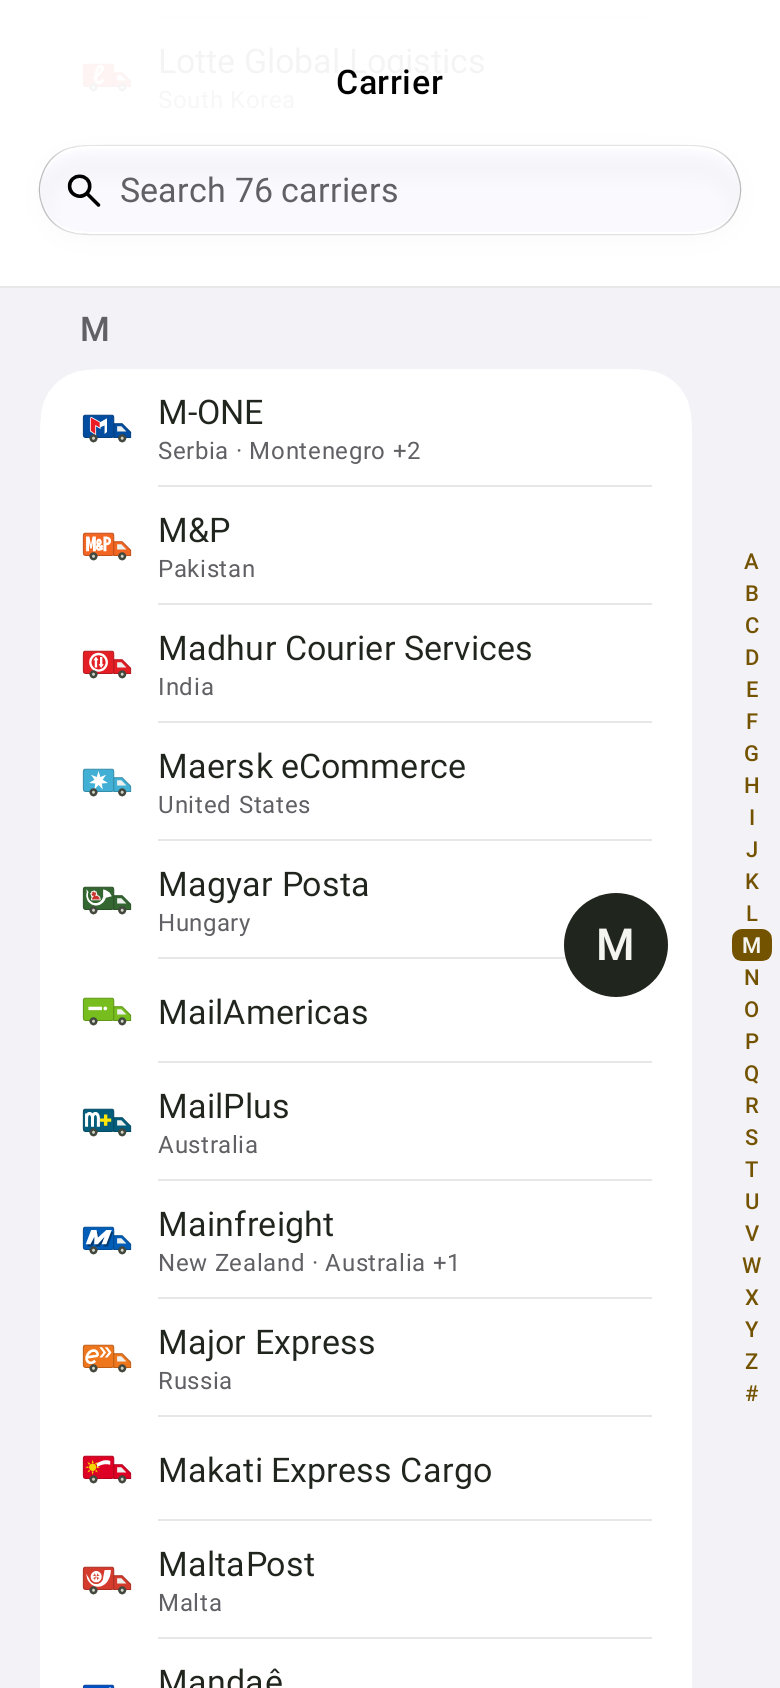 Lotte Global Logistics
South Korea
Carrier
Search 76 carriers
M
M-ONE
Serbia · Montenegro +2
M&P
M&P
Pakistan
Madhur Courier Services
India
Maersk eCommerce
United States
Magyar Posta
Hungary
M
MailAmericas
m+
MailPlus
Australia
M
Mainfreight
New Zealand · Australia +1
e»
Major Express
Russia
Makati Express Cargo
MaltaPost
Malta
Mandaê
A
B
C
D
E
F
G
H
I
J
K
L
M
N
O
P
Q
R
S
T
U
V
W
X
Y
Z
#